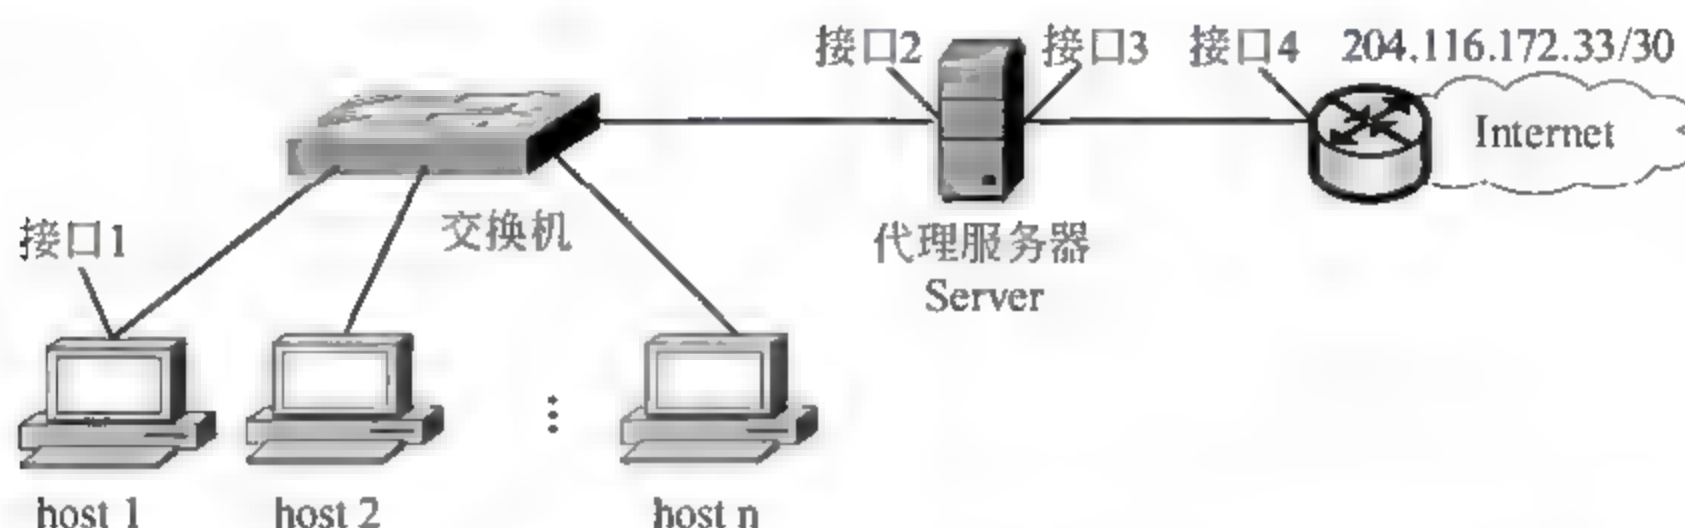 接口2
接口3
接口4
204.116.172.33/30
Internet
交换机
代理服务器
Server
接口1
host 1
host 2
host n